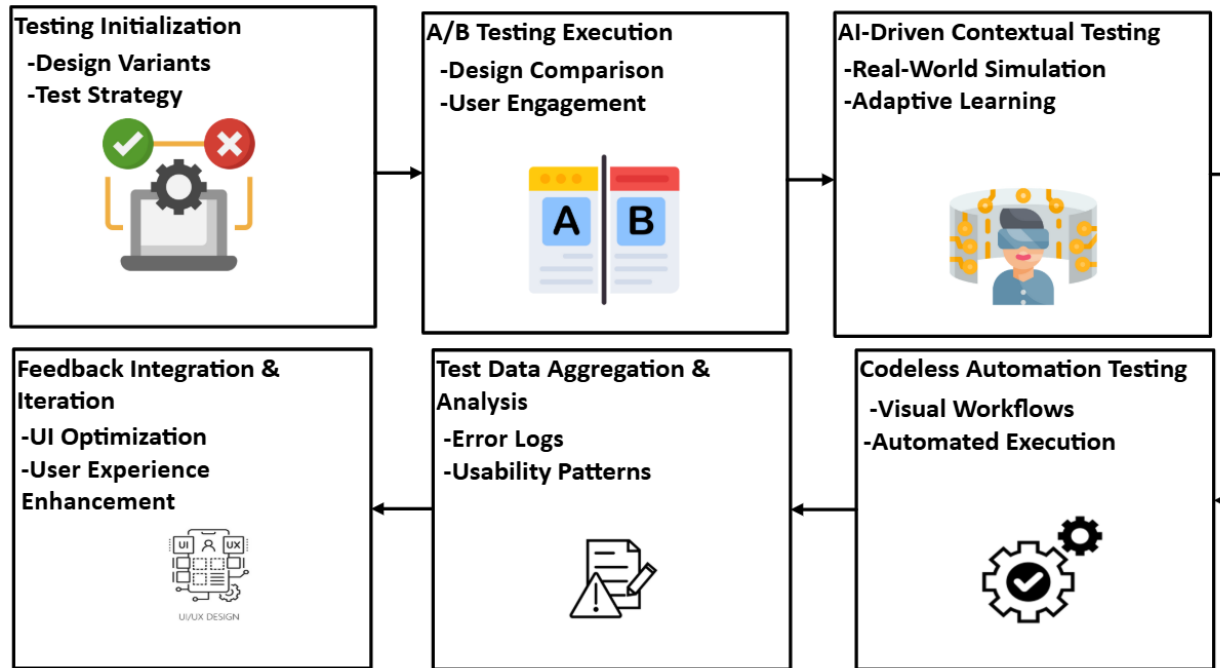 Testing Initialization
-Design Variants
-Test Strategy
A/B Testing Execution
-Design Comparison
-User Engagement
A
B
AI-Driven Contextual Testing
-Real-World Simulation
-Adaptive Learning
Feedback Integration &
Iteration
-UI Optimization
-User Experience
Enhancement
UI
UX
UI/UX DESIGN
Test Data Aggregation &
Analysis
-Error Logs
-Usability Patterns
Codeless Automation Testing
-Visual Workflows
-Automated Execution